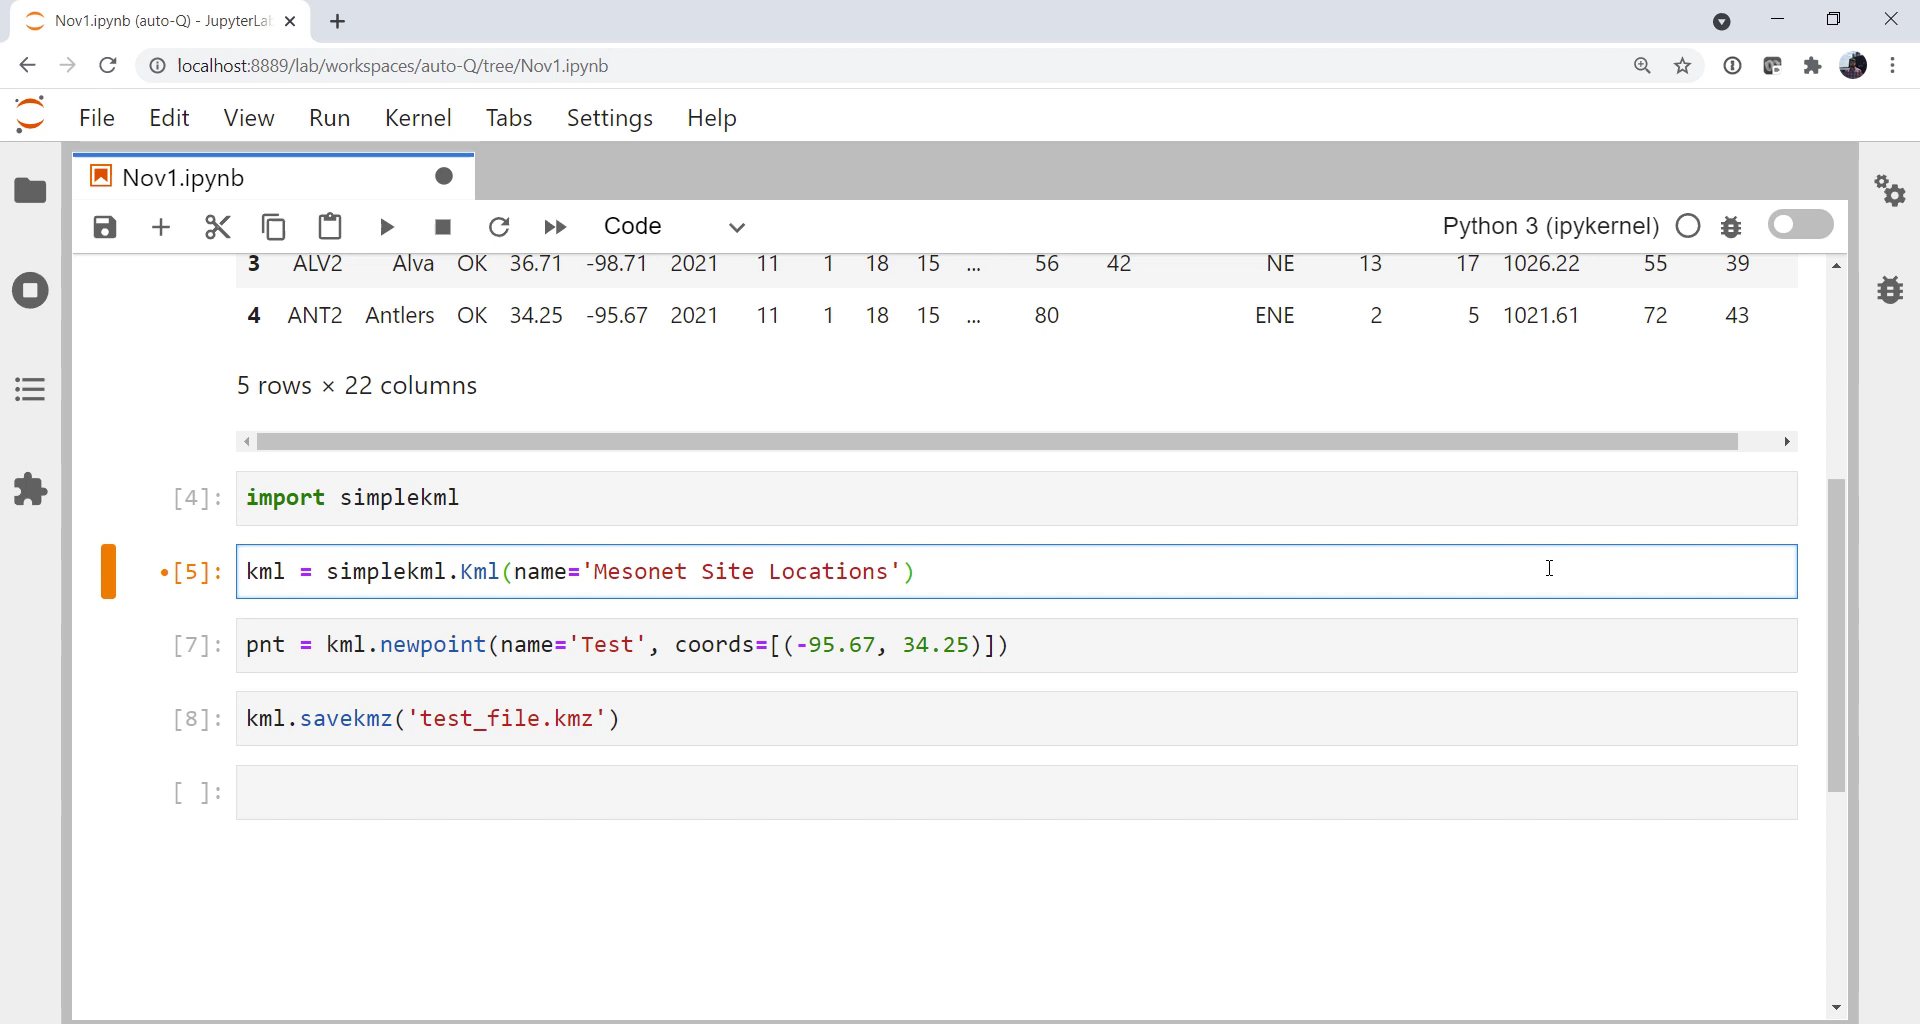 Nov1.ipynb (auto-Q) - JupyterLab
localhost:8889/lab/workspaces/auto-Q/tree/Nov1.ipynb
File Edit View Run Kernel Tabs Settings Help
Nov1.ipynb
Code Python 3 (ipykernel)
3 ALV2 Alva OK 36.71 -98.71 2021 11 1 18 15 ... 56 42 NE 13 17 1026.22 55 39
4 ANT2 Antlers OK 34.25 -95.67 2021 11 1 18 15 ... 80 ENE 2 5 1021.61 72 43
5 rows × 22 columns
[4]: import simplekml
•[5]: kml = simplekml.Kml(name='Mesonet Site Locations')
[7]: pnt = kml.newpoint(name='Test', coords=[(-95.67, 34.25)])
[8]: kml.savekmz('test_file.kmz')
[ ]: